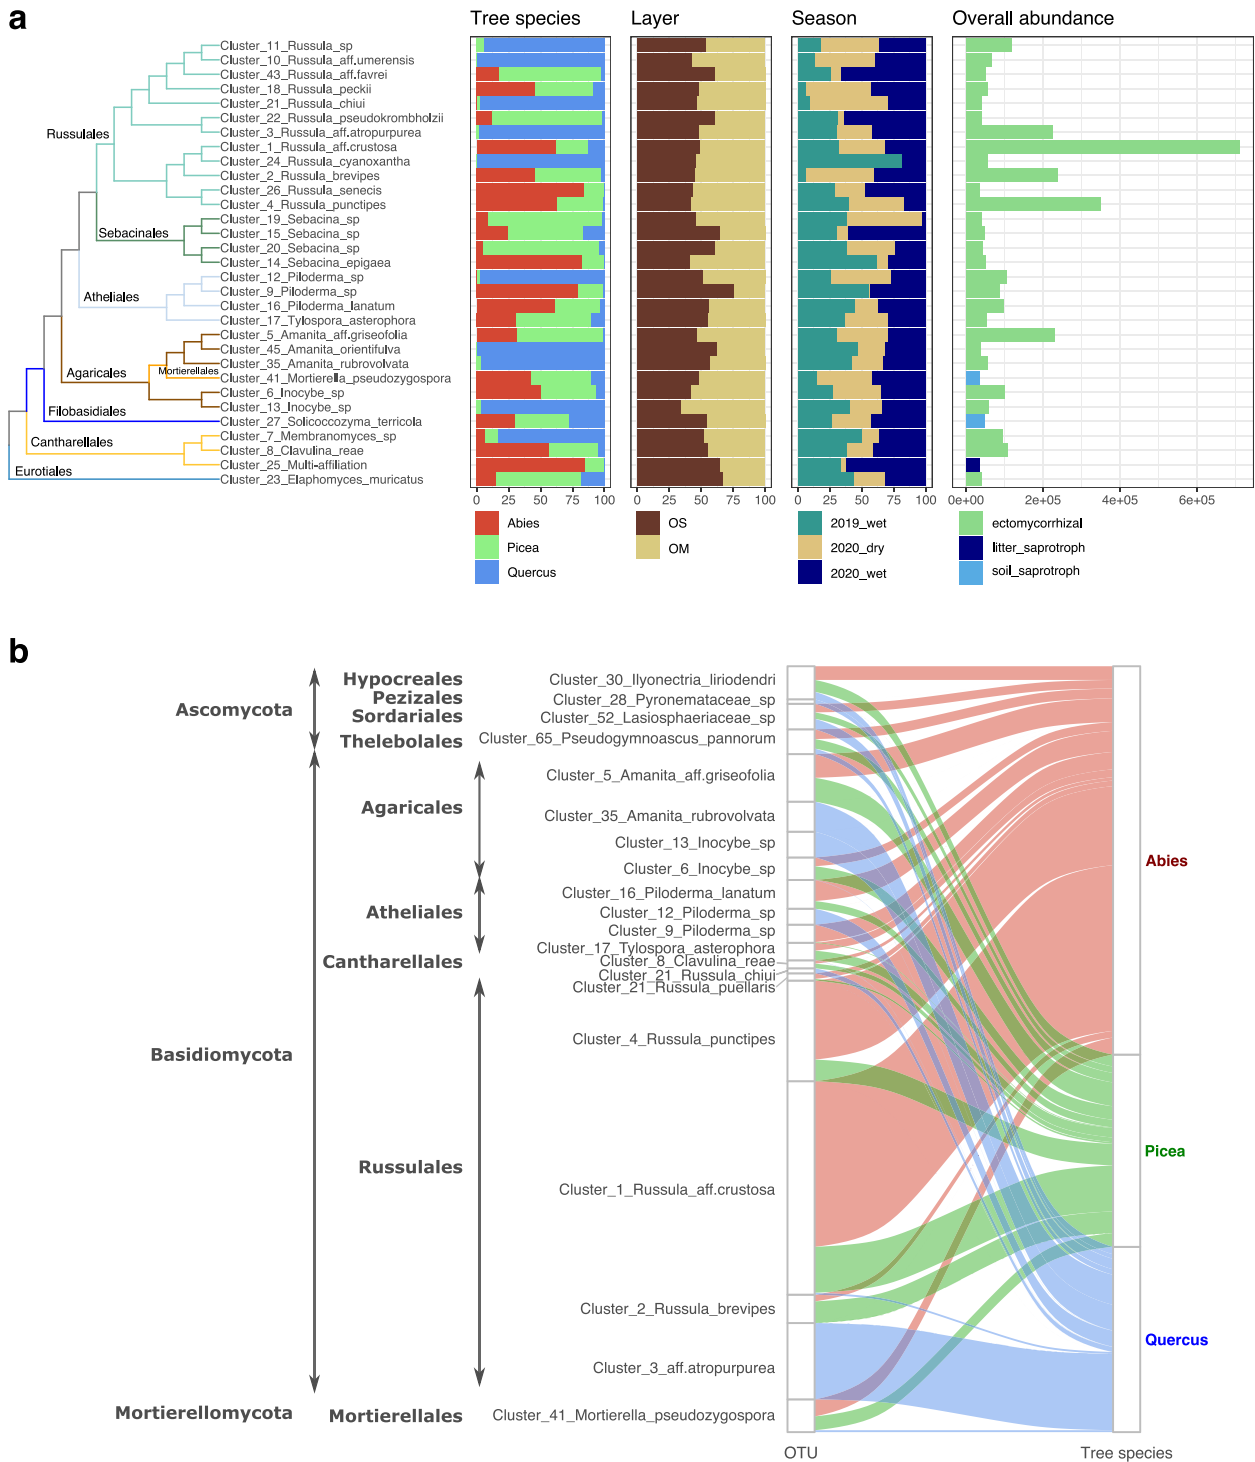 a
Tree species
Layer
Season
Overall abundance
Cluster_11_Russula_sp
Cluster_10_Russula_aff.umerensis
Cluster_43_Russula_aff.favrei
Cluster_18_Russula_peckii
Cluster_21_Russula_chiui
Cluster_22_Russula_pseudokrombholzii
Russulales
Cluster_3_Russula_aff.atropurpurea
Cluster_1_Russula_aff.crustosa
Cluster_24_Russula_cyanoxantha
Cluster_2_Russula_brevipes
Cluster_26_Russula_senecis
Cluster_4_Russula_punctipes
Cluster_19_Sebacina_sp
Sebacinales
Cluster_15_Sebacina_sp
Cluster_20_Sebacina_sp
Cluster_14_Sebacina_epigaea
Cluster_12_Piloderma_sp
Atheliales
Cluster_9_Piloderma_sp
Cluster_16_Piloderma_lanatum
Cluster_17_Tylospora_asterophora
Cluster_5_Amanita_aff.griseofolia
Cluster_45_Amanita_orientifulva
Cluster_35_Amanita_rubrovolvata
Agaricales
Mortierellales
Cluster_41_Mortierella_pseudozygospora
Cluster_6_Inocybe_sp
Cluster_13_Inocybe_sp
Filobasidiales
Cluster_27_Solicoccozyma_terricola
Cluster_7_Membranomyces_sp
Cantharellales
Cluster_8_Clavulina_reae
Cluster_25_Multi-affiliation
Eurotiales
Cluster_23_Elaphomyces_muricatus
0 25 50 75 100
0 25 50 75 100
0 25 50 75 100
0e+00 2e+05 4e+05 6e+05
Abies
Picea
Quercus
OS
OM
2019_wet
2020_dry
2020_wet
ectomycorrhizal
litter_saprotroph
soil_saprotroph
b
Ascomycota
Basidiomycota
Mortierellomycota
Hypocreales
Pezizales
Sordariales
Thelebolales
Agaricales
Atheliales
Cantharellales
Russulales
Mortierellales
Cluster_30_Ilyonectria_liriodendri
Cluster_28_Pyronemataceae_sp
Cluster_52_Lasiosphaeriaceae_sp
Cluster_65_Pseudogymnoascus_pannorum
Cluster_5_Amanita_aff.griseofolia
Cluster_35_Amanita_rubrovolvata
Cluster_13_Inocybe_sp
Cluster_6_Inocybe_sp
Cluster_16_Piloderma_lanatum
Cluster_12_Piloderma_sp
Cluster_9_Piloderma_sp
Cluster_17_Tylospora_asterophora
Cluster_8_Clavulina_reae
Cluster_21_Russula_chiui
Cluster_21_Russula_puellaris
Cluster_4_Russula_punctipes
Cluster_1_Russula_aff.crustosa
Cluster_2_Russula_brevipes
Cluster_3_aff.atropurpurea
Cluster_41_Mortierella_pseudozygospora
Abies
Picea
Quercus
OTU
Tree species